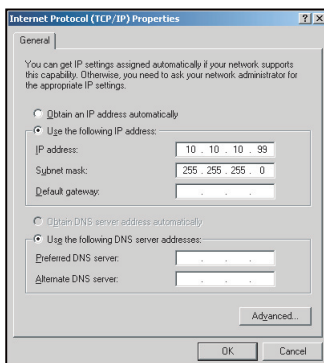 Internet Protocol (TCP/IP) Properties
General
You can get IP settings assigned automatically if your network supports
this capability. Otherwise, you need to ask your network administrator for
the appropriate IP settings.
Obtain an IP address automatically
Use the following IP address:
IP address: 10 . 10 . 10 . 99
Subnet mask: 255 . 255 . 255 . 0
Default gateway: . . .
Obtain DNS server address automatically
Use the following DNS server addresses:
Preferred DNS server: . . .
Alternate DNS server: . . .
Advanced...
OK Cancel